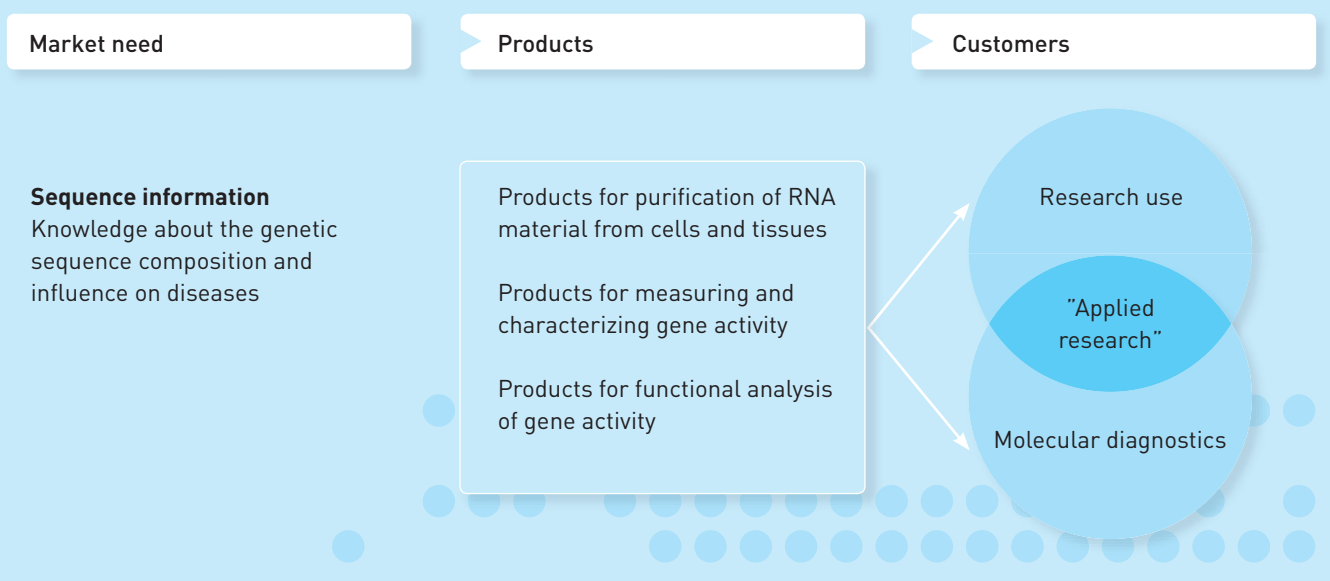 Market need
Products
Customers
Sequence information
Knowledge about the genetic
sequence composition and
influence on diseases
Products for purification of RNA
material from cells and tissues
Products for measuring and
characterizing gene activity
Products for functional analysis
of gene activity
Research use
”Applied
research”
Molecular diagnostics